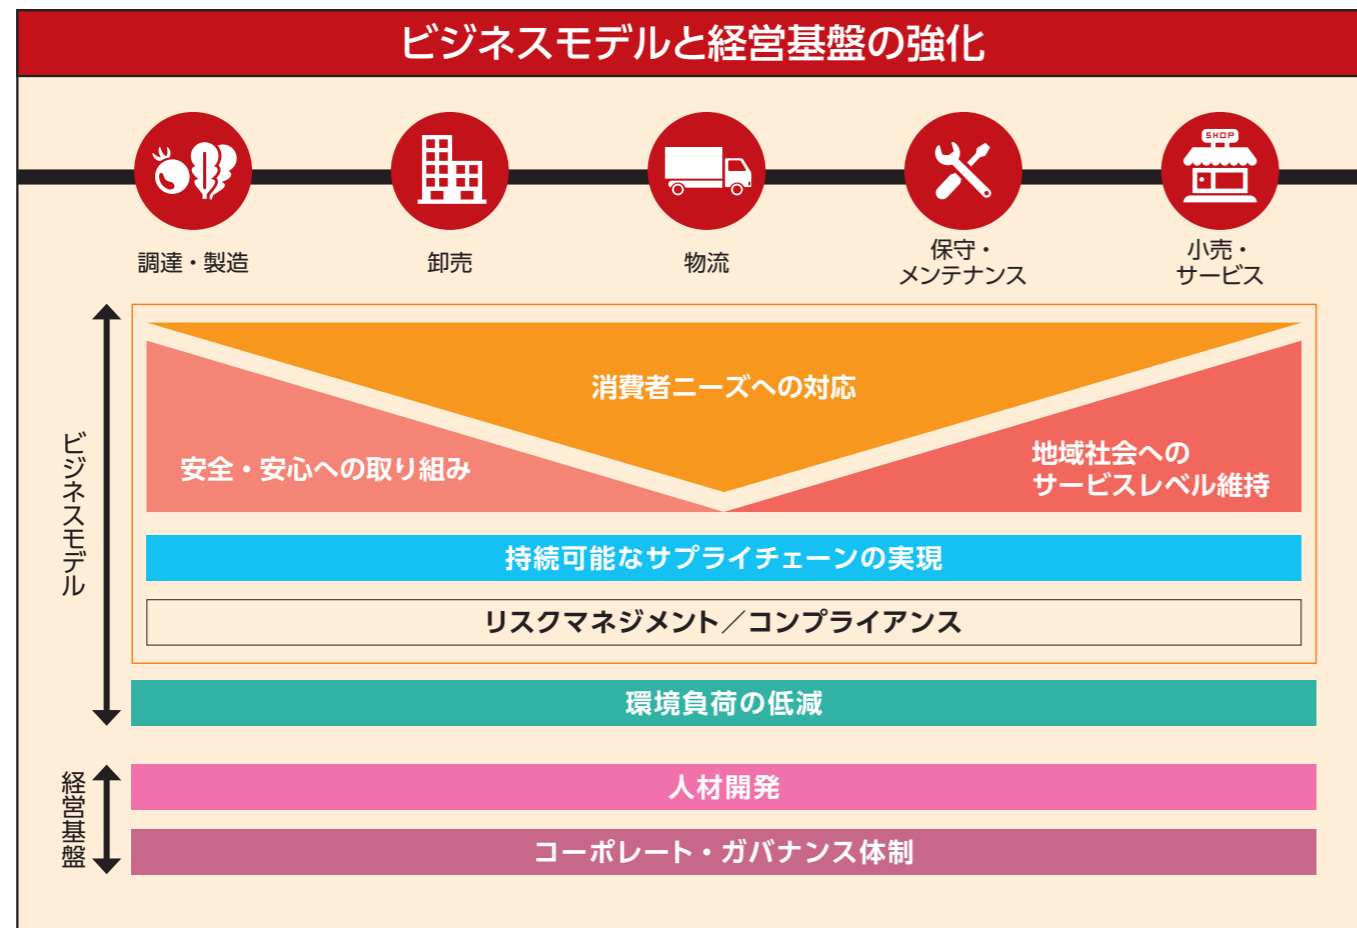 ビジネスモデルと経営基盤の強化
SHOP
調達・製造
卸売
物流
保守・
メンテナンス
小売・
サービス
ビジネスモデル
消費者ニーズへの対応
安全・安心への取り組み
地域社会への
サービスレベル維持
持続可能なサプライチェーンの実現
リスクマネジメント／コンプライアンス
環境負荷の低減
経営基盤
人材開発
コーポレート・ガバナンス体制